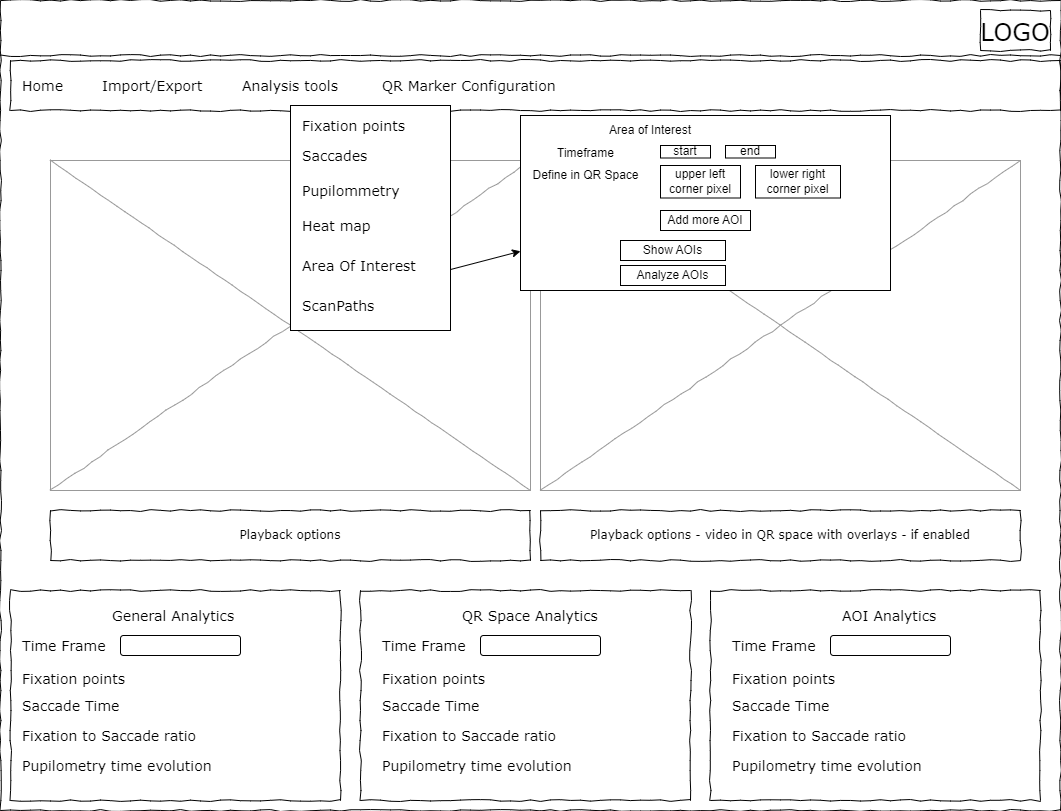 LOGO
Home
Import/Export
Analysis tools
QR Marker Configuration
Fixation points
Saccades
Pupilommetry
Heat map
Area Of Interest
ScanPaths
Area of Interest
Timeframe
start
end
Define in QR Space
upper left
corner pixel
lower right
corner pixel
Add more AOI
Show AOIs
Analyze AOIs
Playback options
Playback options - video in QR space with overlays - if enabled
General Analytics
Time Frame
Fixation points
Saccade Time
Fixation to Saccade ratio
Pupilometry time evolution
QR Space Analytics
Time Frame
Fixation points
Saccade Time
Fixation to Saccade ratio
Pupilometry time evolution
AOI Analytics
Time Frame
Fixation points
Saccade Time
Fixation to Saccade ratio
Pupilometry time evolution